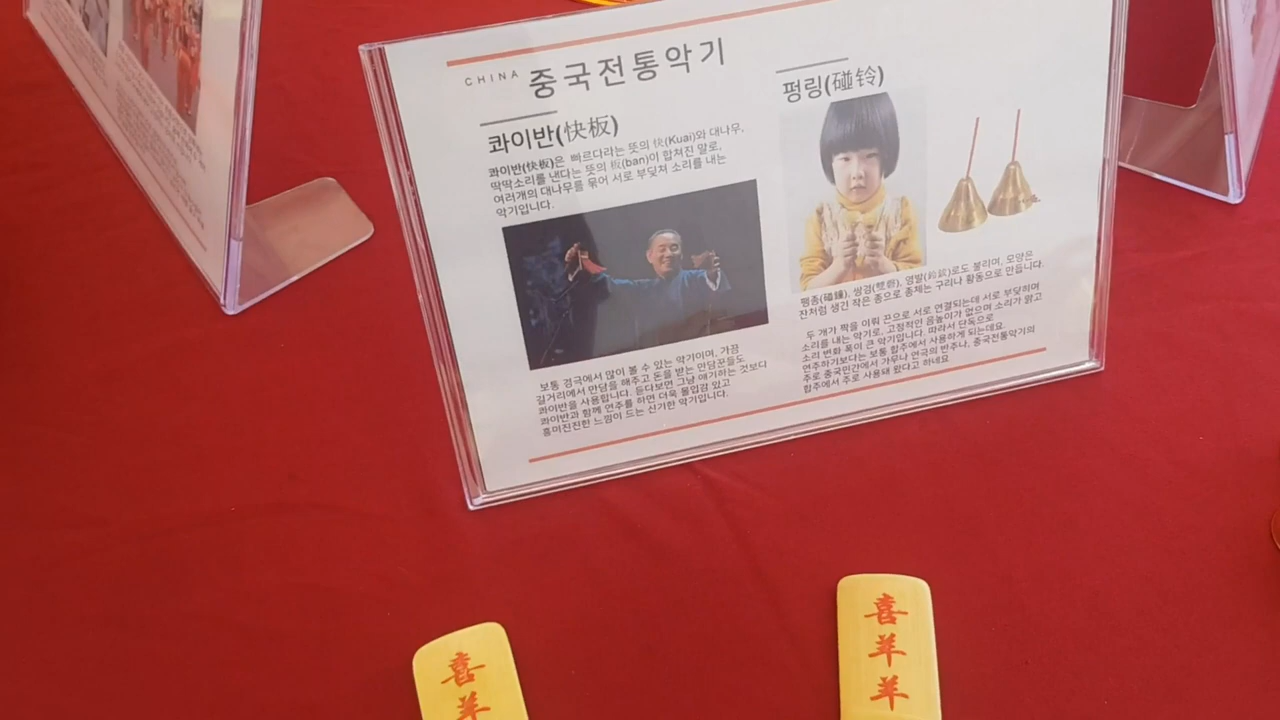 CHINA 중국전통악기
콰이반(快板)
콰이반(快板)은 빠르다라는 뜻의 快(Kuai)와 대나무,
딱딱소리를 낸다는 뜻의 板(ban)이 합쳐진 말로,
여러개의 대나무를 묶어 서로 부딪쳐 소리를 내는
악기입니다.
보통 경극에서 많이 볼 수 있는 악기이며, 가끔
길거리에서 만담을 해주고 돈을 받는 만담꾼들도
콰이반을 사용합니다. 듣다보면 그냥 얘기하는 것보다
콰이반과 함께 연주를 하면 더욱 몰입감 있고
흥미진진한 느낌이 드는 신기한 악기입니다.
펑링(碰铃)
펭종(碰鐘), 쌍경(雙磬), 영발(鈴鈸)로도 불리며, 모양은
잔처럼 생긴 작은 종으로 종체는 구리나 황동으로 만듭니다.
두 개가 짝을 이뤄 끈으로 서로 연결되는데 서로 부딪히며
소리를 내는 악기로, 고정적인 음높이가 없으며 소리가 맑고
소리 변화 폭이 큰 악기입니다. 따라서 단독으로
연주하기보다는 보통 합주에서 사용하게 되는데요.
주로 중국민간에서 가무나 연극의 반주나, 중국전통악기의
합주에서 주로 사용돼 왔다고 하네요
喜
羊
喜
羊
羊